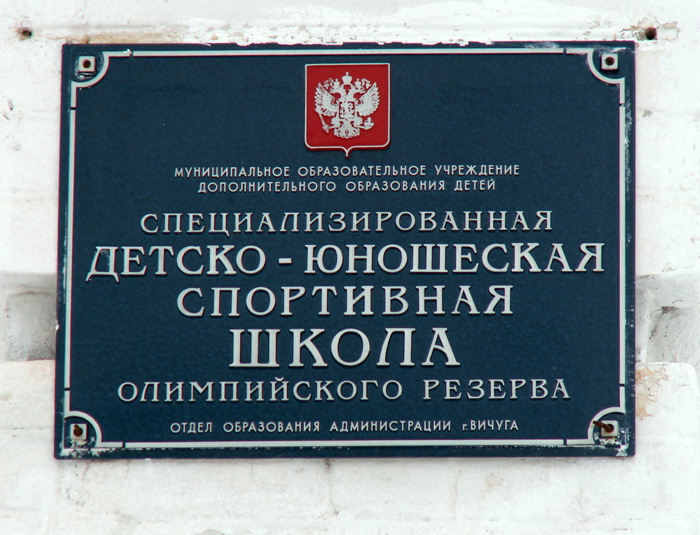 МУНИЦИПАЛЬНОЕ ОБРАЗОВАТЕЛЬНОЕ УЧРЕЖДЕНИЕ
ДОПОЛНИТЕЛЬНОГО ОБРАЗОВАНИЯ ДЕТЕЙ
СПЕЦИАЛИЗИРОВАННАЯ
ДЕТСКО - ЮНОШЕСКАЯ
СПОРТИВНАЯ
ШКОЛА
ОЛИМПИЙСКОГО РЕЗЕРВА
ОТДЕЛ ОБРАЗОВАНИЯ АДМИНИСТРАЦИИ г.ВИЧУГА